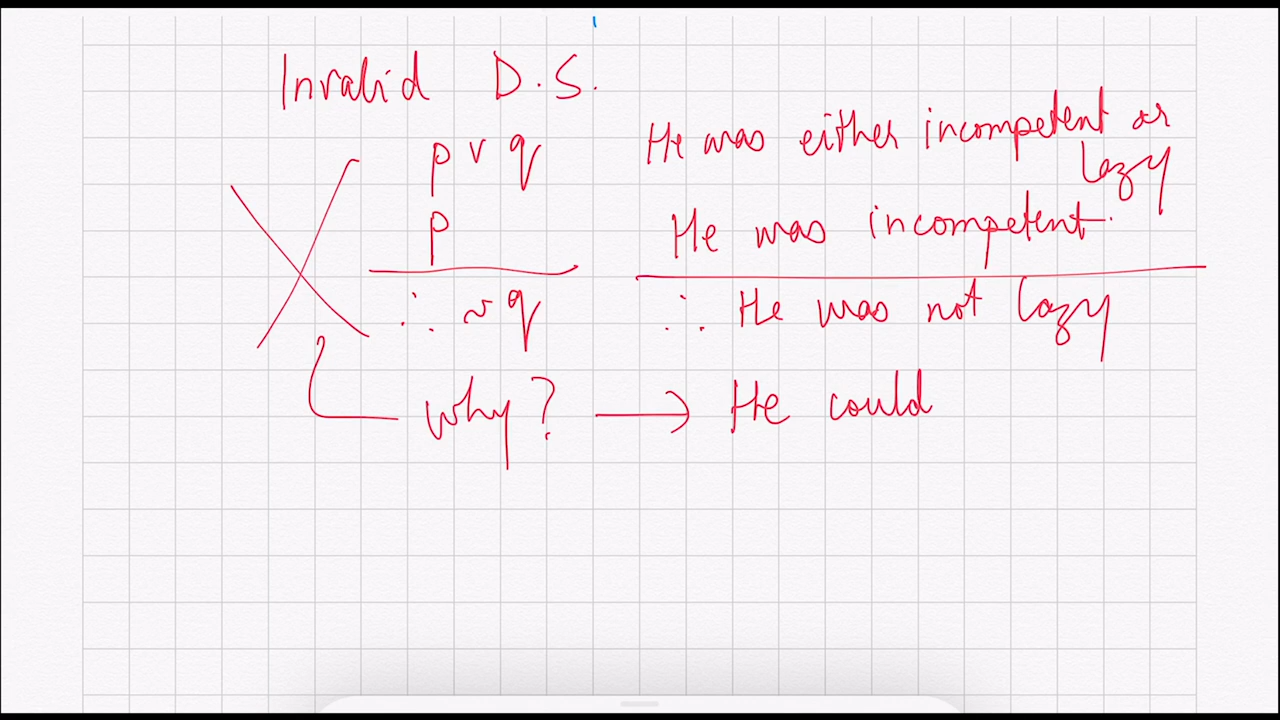 Invalid D.S.
p v q
p
∴ ~q
He was either incompetent or
lazy
He was incompetent.
∴ He was not lazy
why? → He could